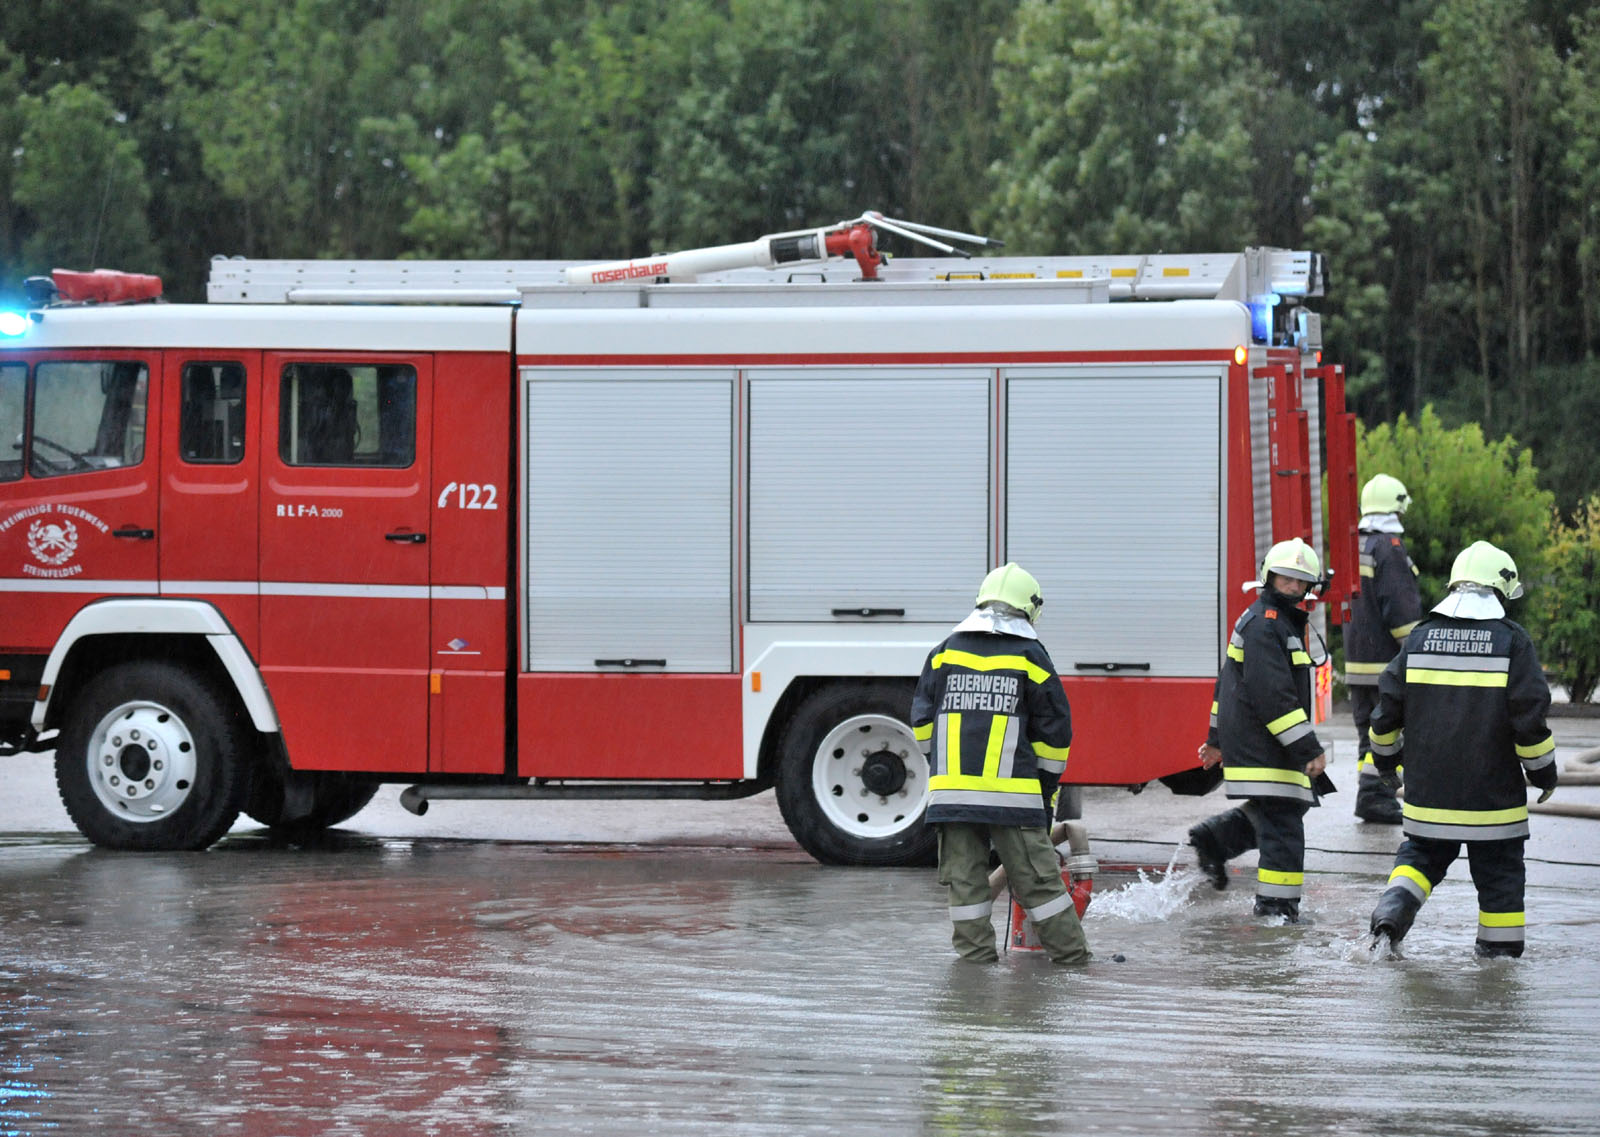 rosenbauer
122
RLF-A 2000
FREIWILLIGE FEUERWEHR
STEINFELDEN
FEUERWEHR
STEINFELDEN
FEUERWEHR
STEINFELDEN